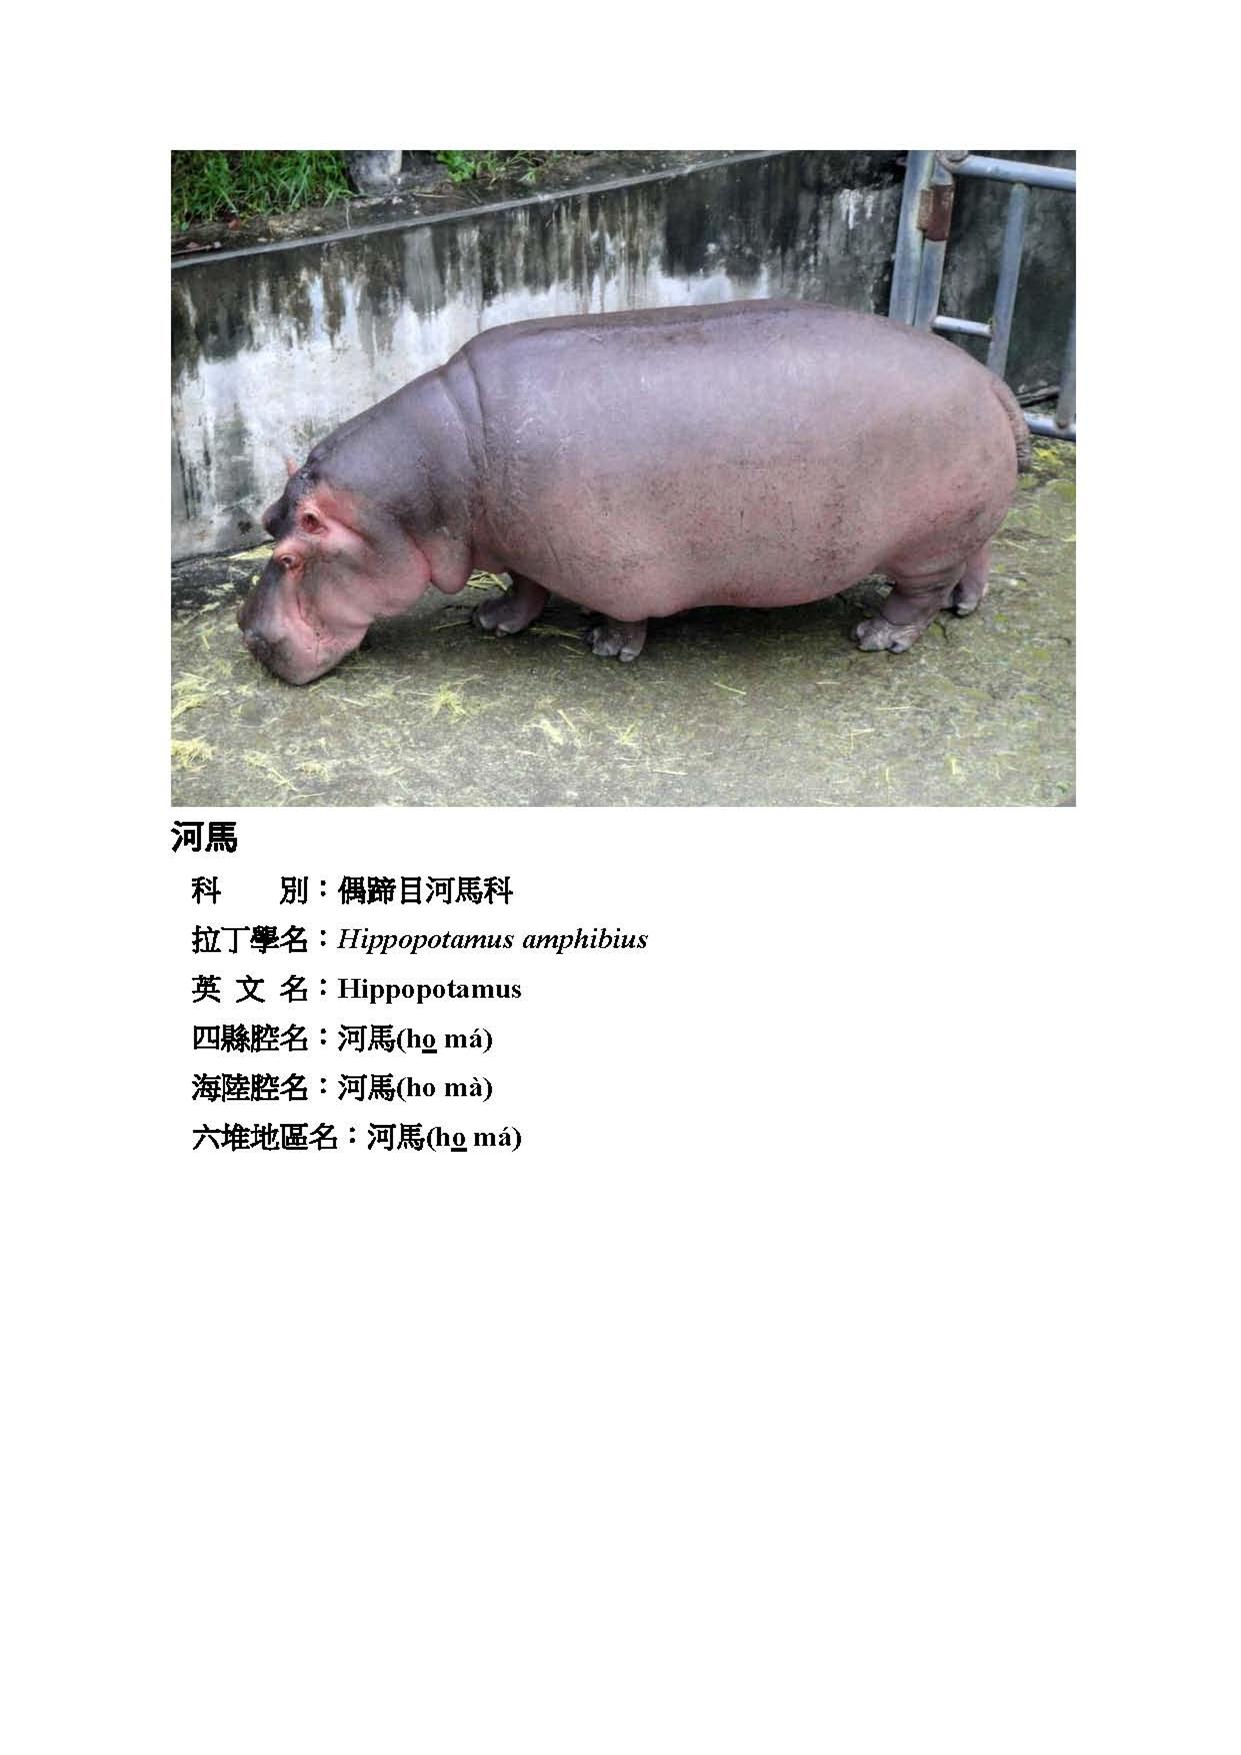 河馬
科　　別：偶蹄目河馬科
拉丁學名：Hippopotamus amphibius
英 文 名：Hippopotamus
四縣腔名：河馬(ho̲ má)
海陸腔名：河馬(ho mà)
六堆地區名：河馬(ho̲ má)